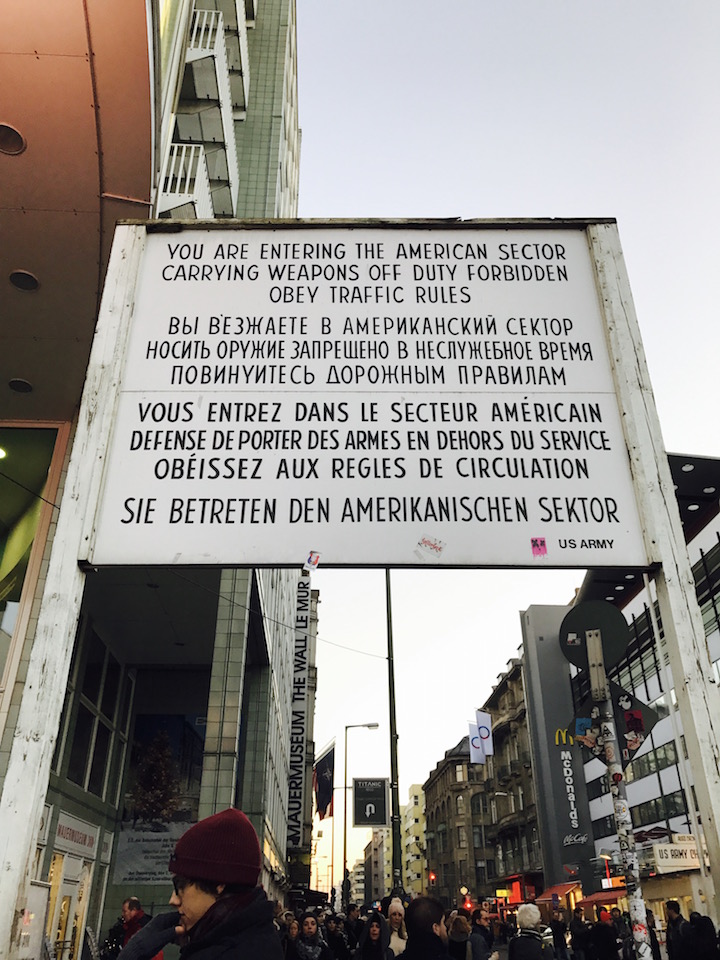 YOU ARE ENTERING THE AMERICAN SECTOR
CARRYING WEAPONS OFF DUTY FORBIDDEN
OBEY TRAFFIC RULES
ВЫ ВЪЕЗЖАЕТЕ В АМЕРИКАНСКИЙ СЕКТОР
НОСИТЬ ОРУЖИЕ ЗАПРЕЩЕНО В НЕСЛУЖЕБНОЕ ВРЕМЯ
ПОВИНУИТЕСЬ ДОРОЖНЫМ ПРАВИЛАМ
VOUS ENTREZ DANS LE SECTEUR AMÉRICAIN
DEFENSE DE PORTER DES ARMES EN DEHORS DU SERVICE
OBÉISSEZ AUX REGLES DE CIRCULATION
SIE BETRETEN DEN AMERIKANISCHEN SEKTOR
US ARMY
MAUERMUSEUM THE WALL LE MUR
TITANIC
McDonald's
McCafé
MAUERMUSEUM
US ARMY